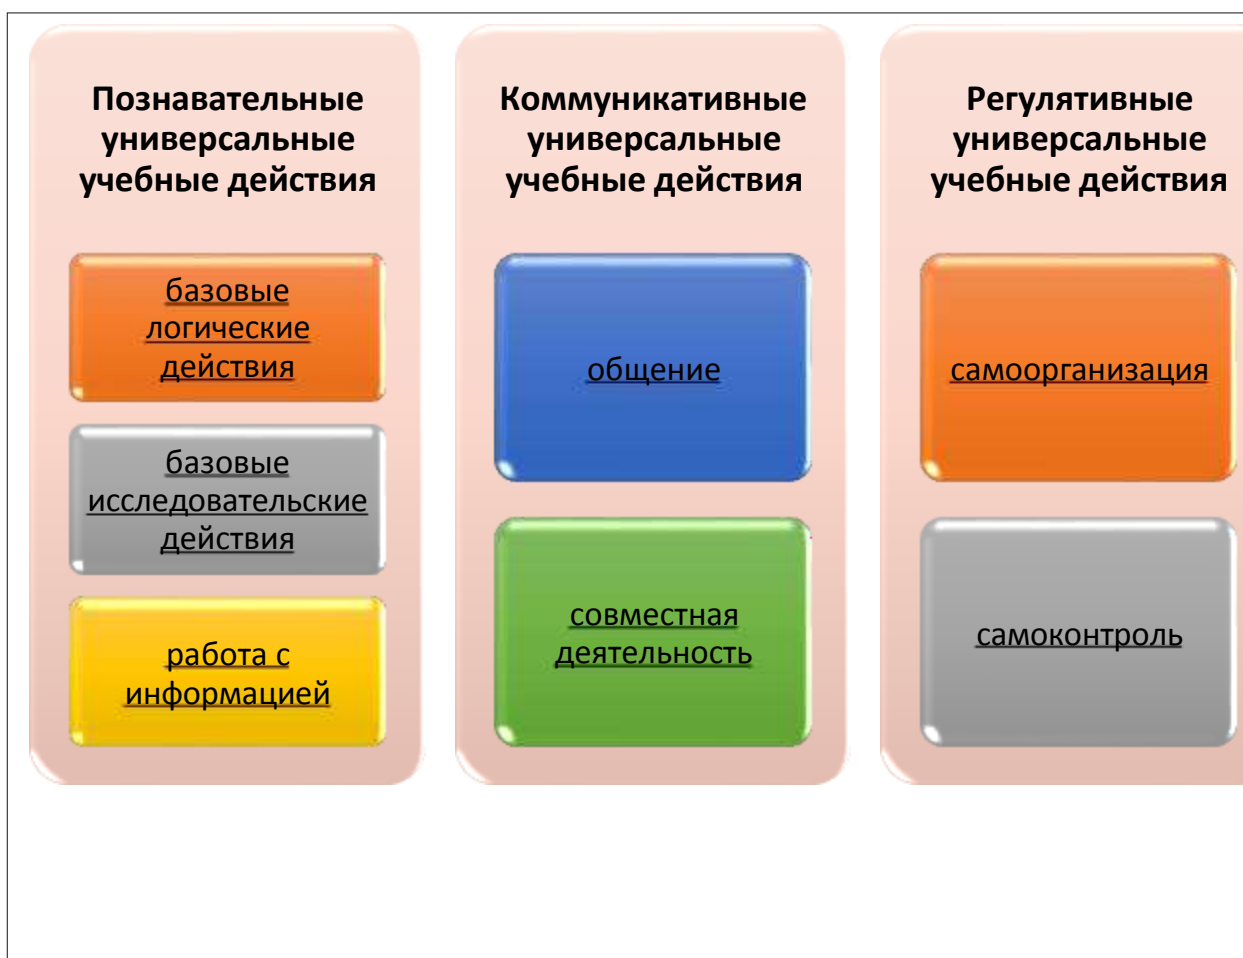 Познавательные
универсальные
учебные действия
базовые
логические
действия
базовые
исследовательские
действия
работа с
информацией
Коммуникативные
универсальные
учебные действия
общение
совместная
деятельность
Регулятивные
универсальные
учебные действия
самоорганизация
самоконтроль